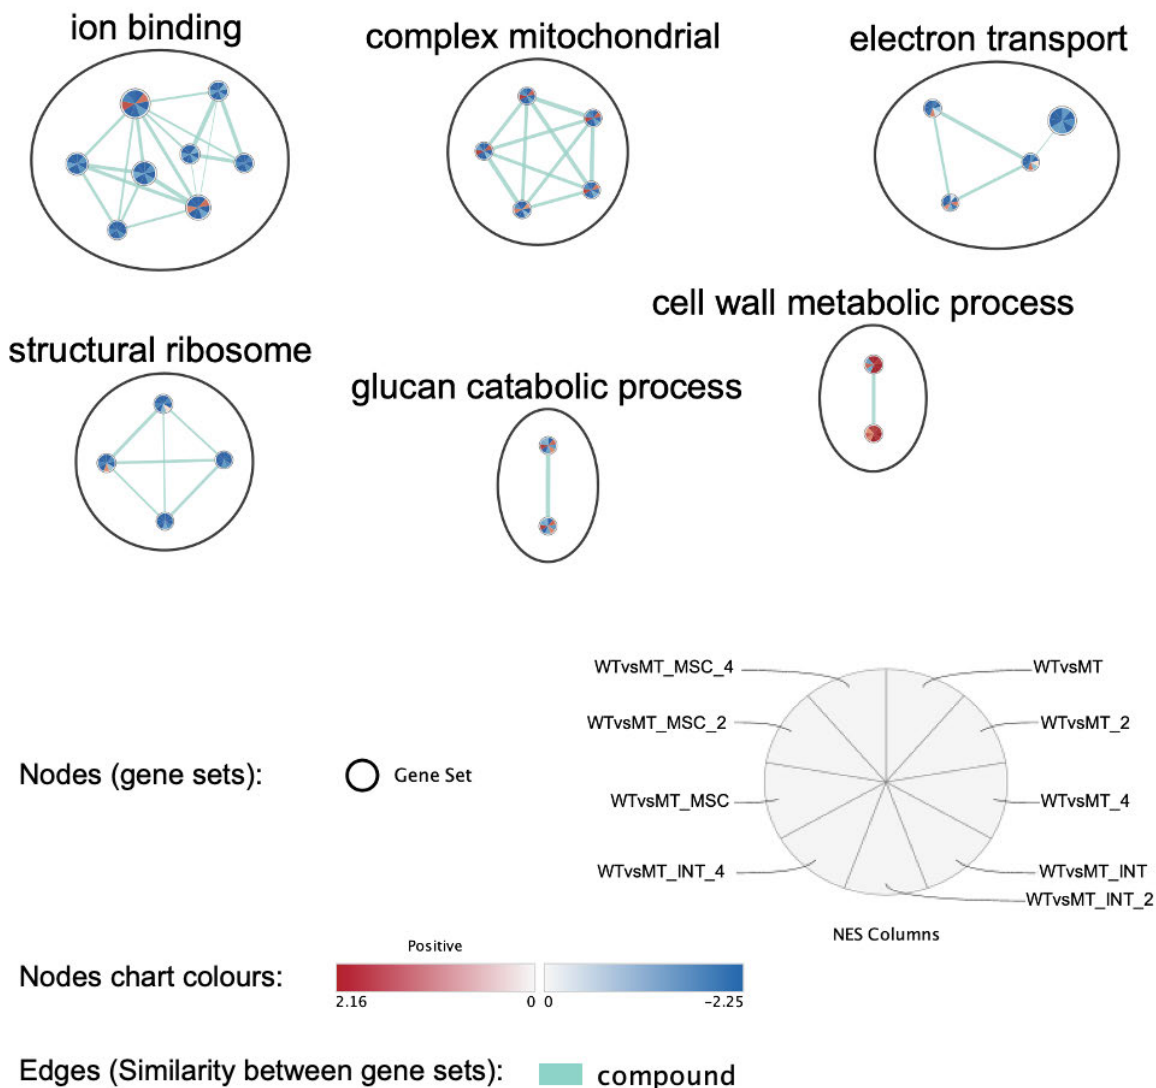 ion binding
complex mitochondrial
electron transport
cell wall metabolic process
structural ribosome
glucan catabolic process
WTvsMT_MSC_4
WTvsMT
WTvsMT_MSC_2
WTvsMT_2
Nodes (gene sets):
Gene Set
WTvsMT_MSC
WTvsMT_4
WTvsMT_INT_4
WTvsMT_INT
WTvsMT_INT_2
NES Columns
Positive
Nodes chart colours:
2.16
0
0
-2.25
Edges (Similarity between gene sets):
compound